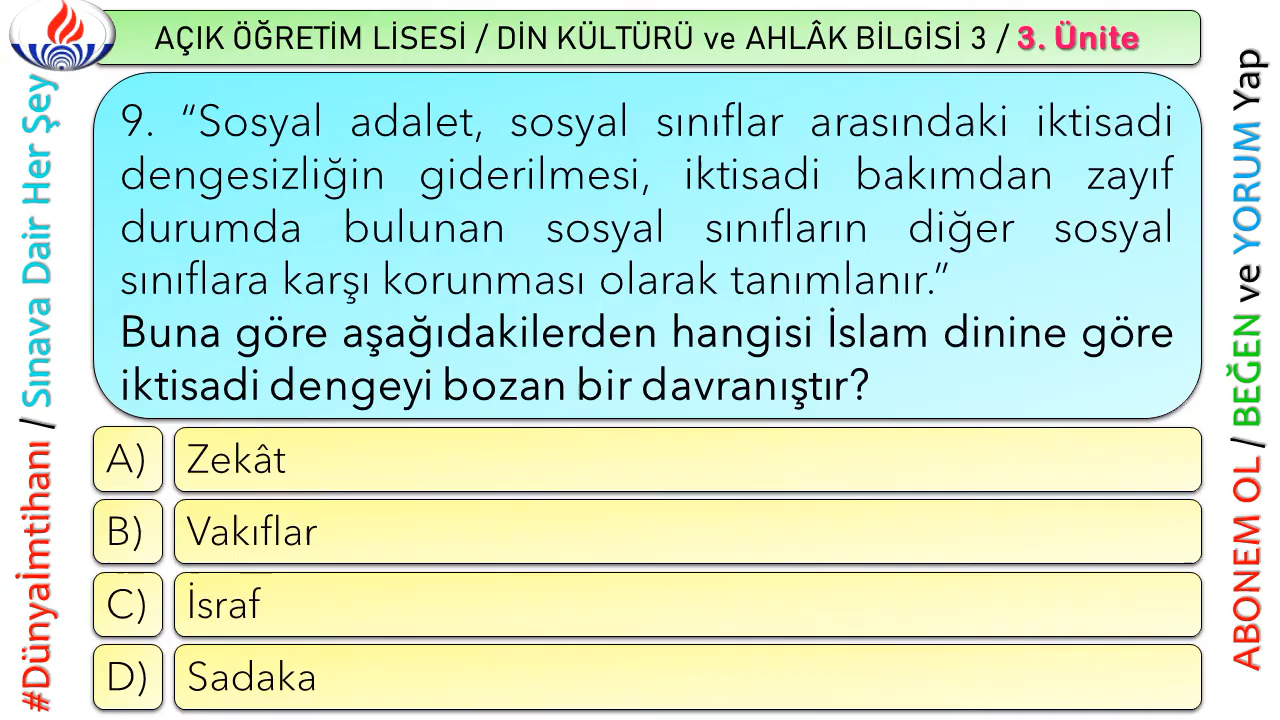 AÇIK ÖĞRETİM LİSESİ / DİN KÜLTÜRÜ ve AHLÂK BİLGİSİ 3 / 3. Ünite
#Dünyaİmtihanı / Sınava Dair Her Şey
9. “Sosyal adalet, sosyal sınıflar arasındaki iktisadi
dengesizliğin giderilmesi, iktisadi bakımdan zayıf
durumda bulunan sosyal sınıfların diğer sosyal
sınıflara karşı korunması olarak tanımlanır.”
Buna göre aşağıdakilerden hangisi İslam dinine göre
iktisadi dengeyi bozan bir davranıştır?
A) Zekât
B) Vakıflar
C) İsraf
D) Sadaka
ABONEM OL / BEĞEN ve YORUM Yap